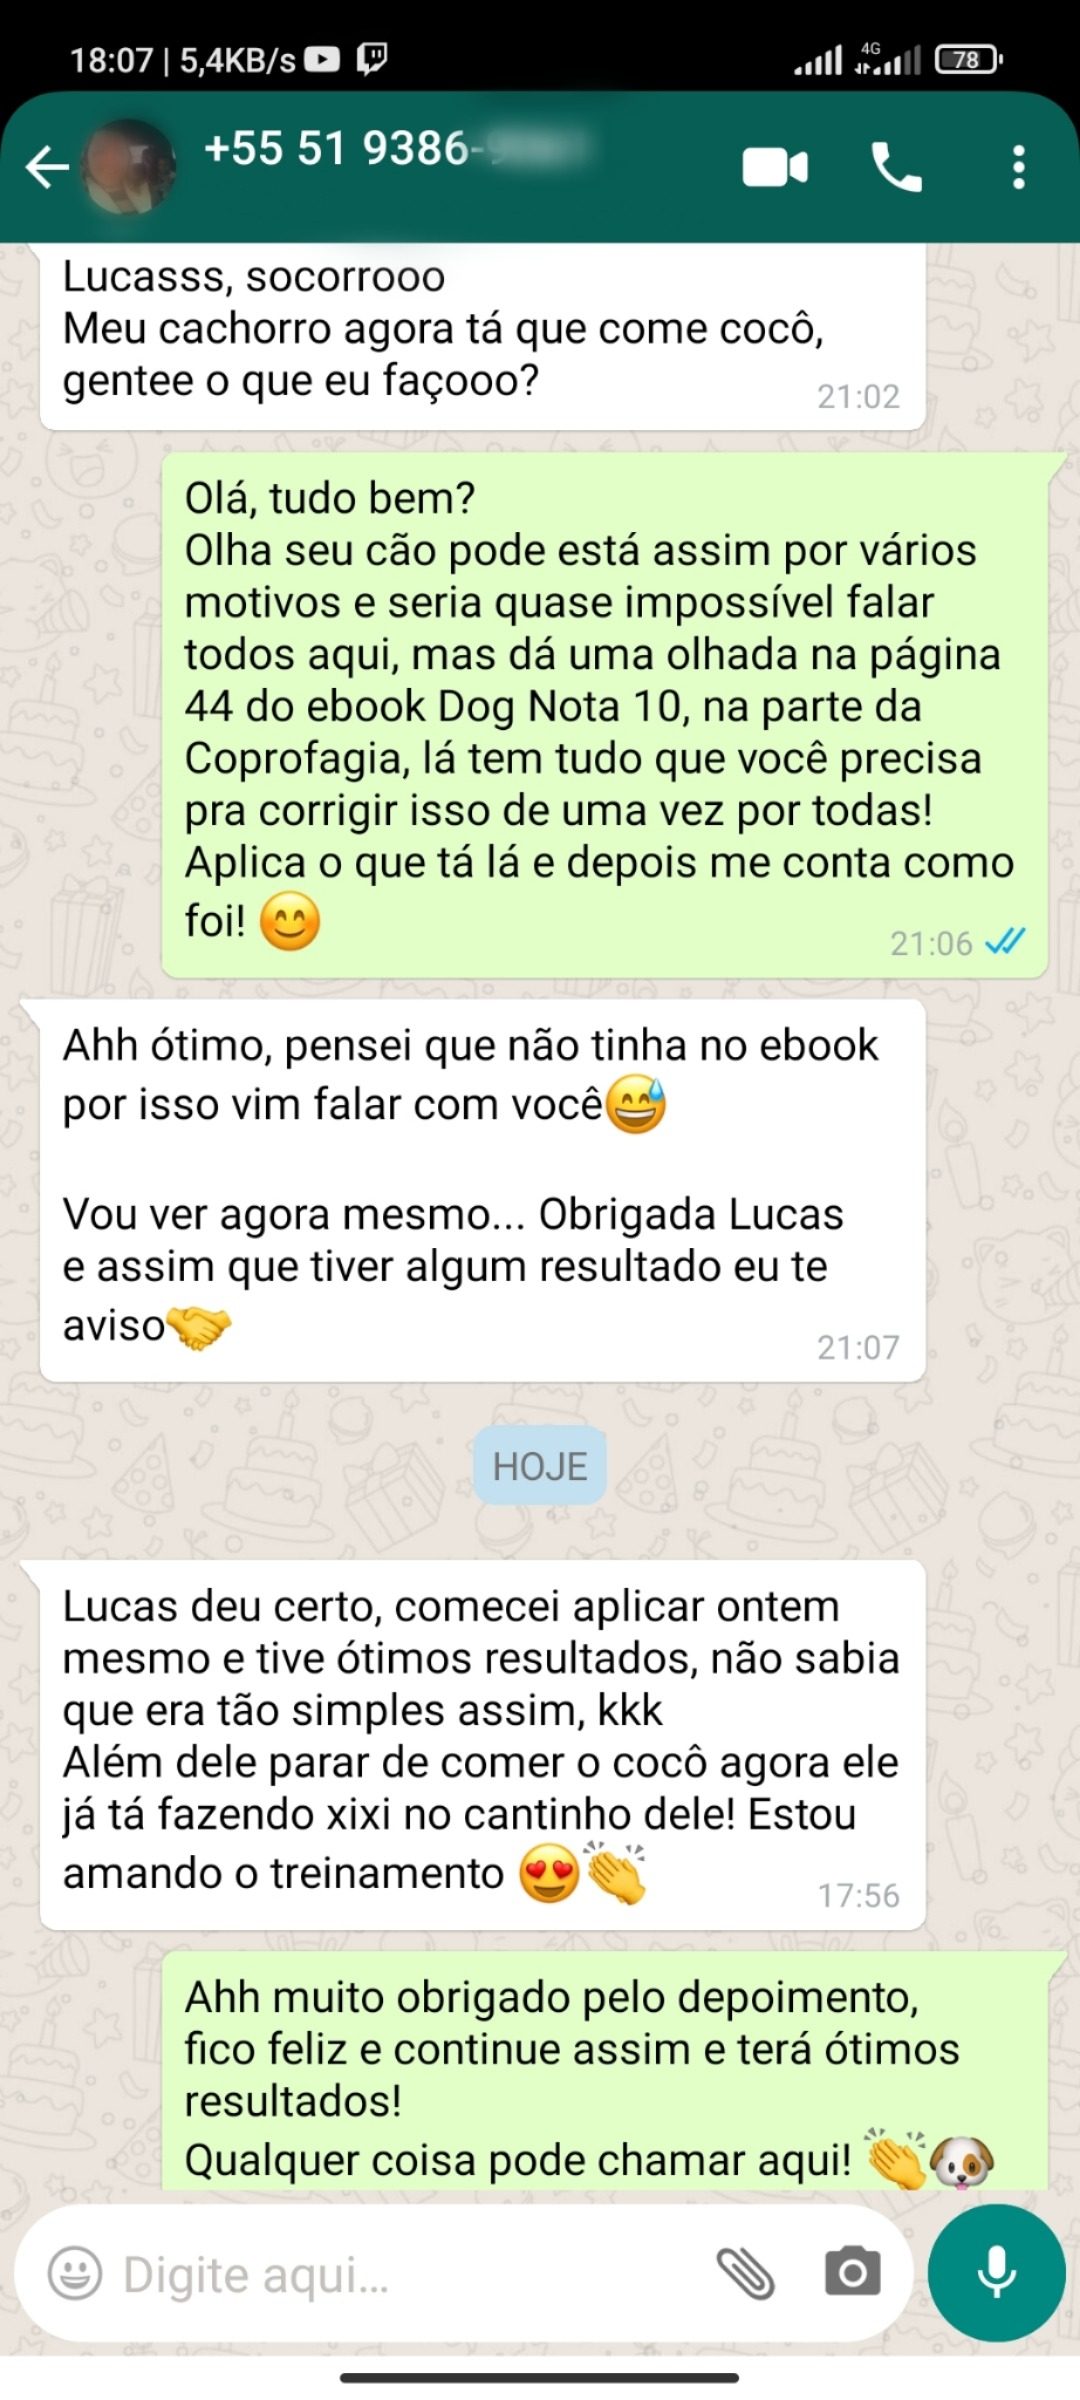 18:07 | 5,4KB/s
4G
78
+55 51 9386-
Lucasss, socorrooo
Meu cachorro agora tá que come cocô,
gentee o que eu façooo?
21:02
Olá, tudo bem?
Olha seu cão pode está assim por vários
motivos e seria quase impossível falar
todos aqui, mas dá uma olhada na página
44 do ebook Dog Nota 10, na parte da
Coprofagia, lá tem tudo que você precisa
pra corrigir isso de uma vez por todas!
Aplica o que tá lá e depois me conta como
foi! 😊
21:06
Ahh ótimo, pensei que não tinha no ebook
por isso vim falar com você😅
Vou ver agora mesmo... Obrigada Lucas
e assim que tiver algum resultado eu te
aviso🤝
21:07
HOJE
Lucas deu certo, comecei aplicar ontem
mesmo e tive ótimos resultados, não sabia
que era tão simples assim, kkk
Além dele parar de comer o cocô agora ele
já tá fazendo xixi no cantinho dele! Estou
amando o treinamento 😍👏
17:56
Ahh muito obrigado pelo depoimento,
fico feliz e continue assim e terá ótimos
resultados!
Qualquer coisa pode chamar aqui! 👏🐶
Digite aqui...